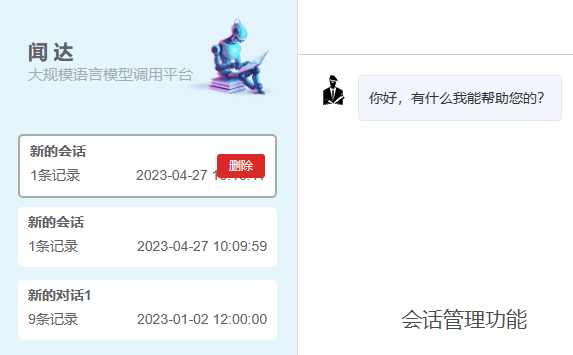 闻 达
大规模语言模型调用平台
你好，有什么我能帮助您的？
新的会话
删除
1条记录 2023-04-27
新的会话
1条记录 2023-04-27 10:09:59
新的对话1
9条记录 2023-01-02 12:00:00
会话管理功能